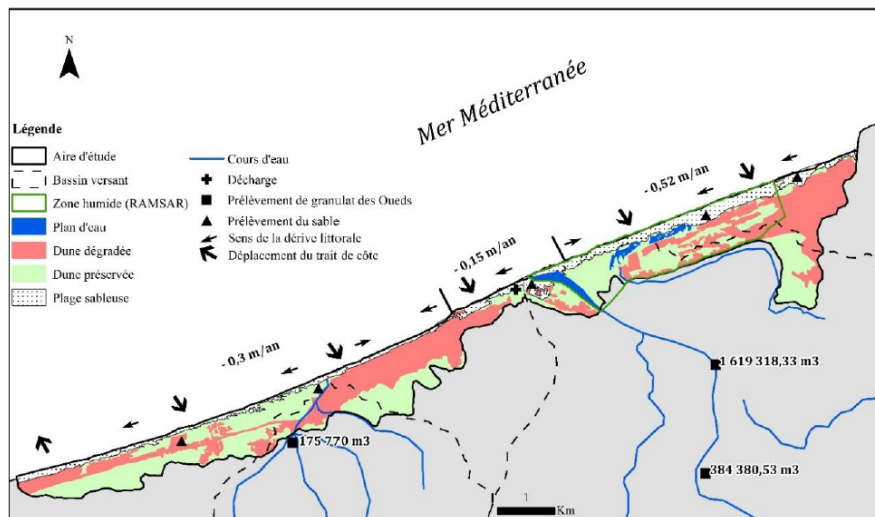 N
Mer Méditerranée
Légende
Aire d'étude
Bassin versant
Zone humide (RAMSAR)
Plan d'eau
Dune dégradée
Dune préservée
Plage sableuse
Cours d'eau
Décharge
Prélèvement de granulat des Oueds
Prélèvement du sable
Sens de la dérive littorale
Déplacement du trait de côte
- 0,52 m/an
- 0,15 m/an
- 0,3 m/an
1 619 318,33 m3
175 770 m3
384 380,53 m3
1
Km